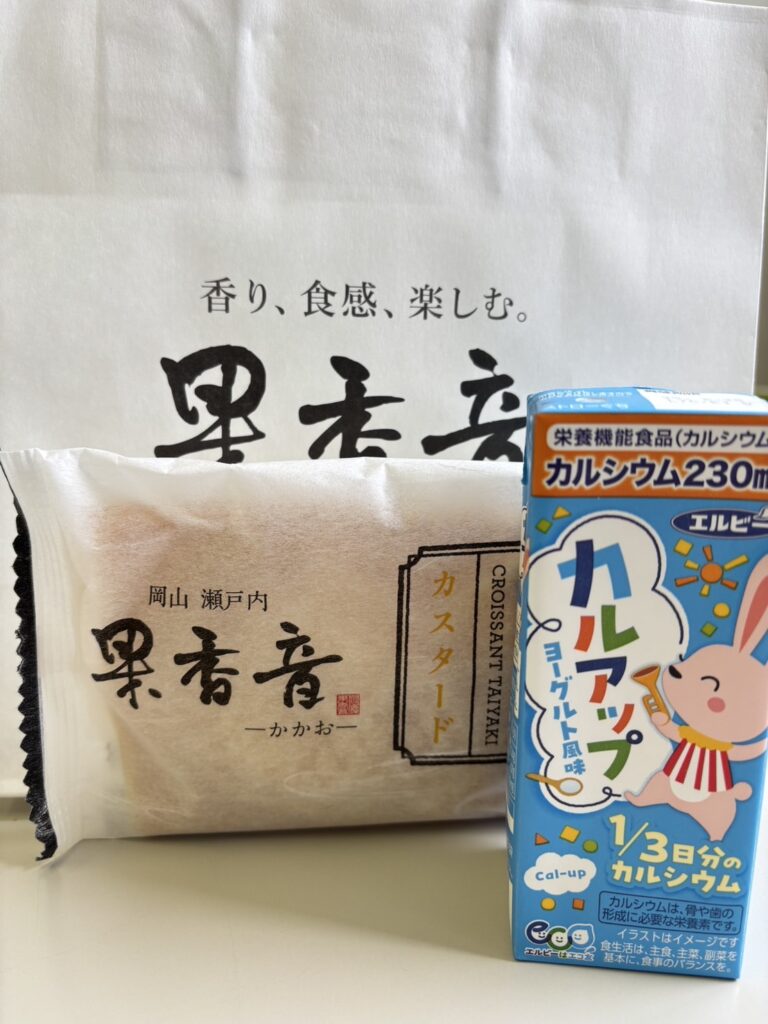 香り、食感、楽しむ。
果香音
岡山 瀬戸内
果香音
—かかお—
カスタード
CROISSANT TAIYAKI
栄養機能食品(カルシウム
カルシウム230m
エルビー
カルアップ
ヨーグルト風味
1/3日分の
カルシウム
Cal-up
カルシウムは、骨や歯の
形成に必要な栄養素です。
eco
エルビーはエコ友
イラストはイメージです
食生活は、主食、主菜、副菜を
基本に、食事のバランスを。